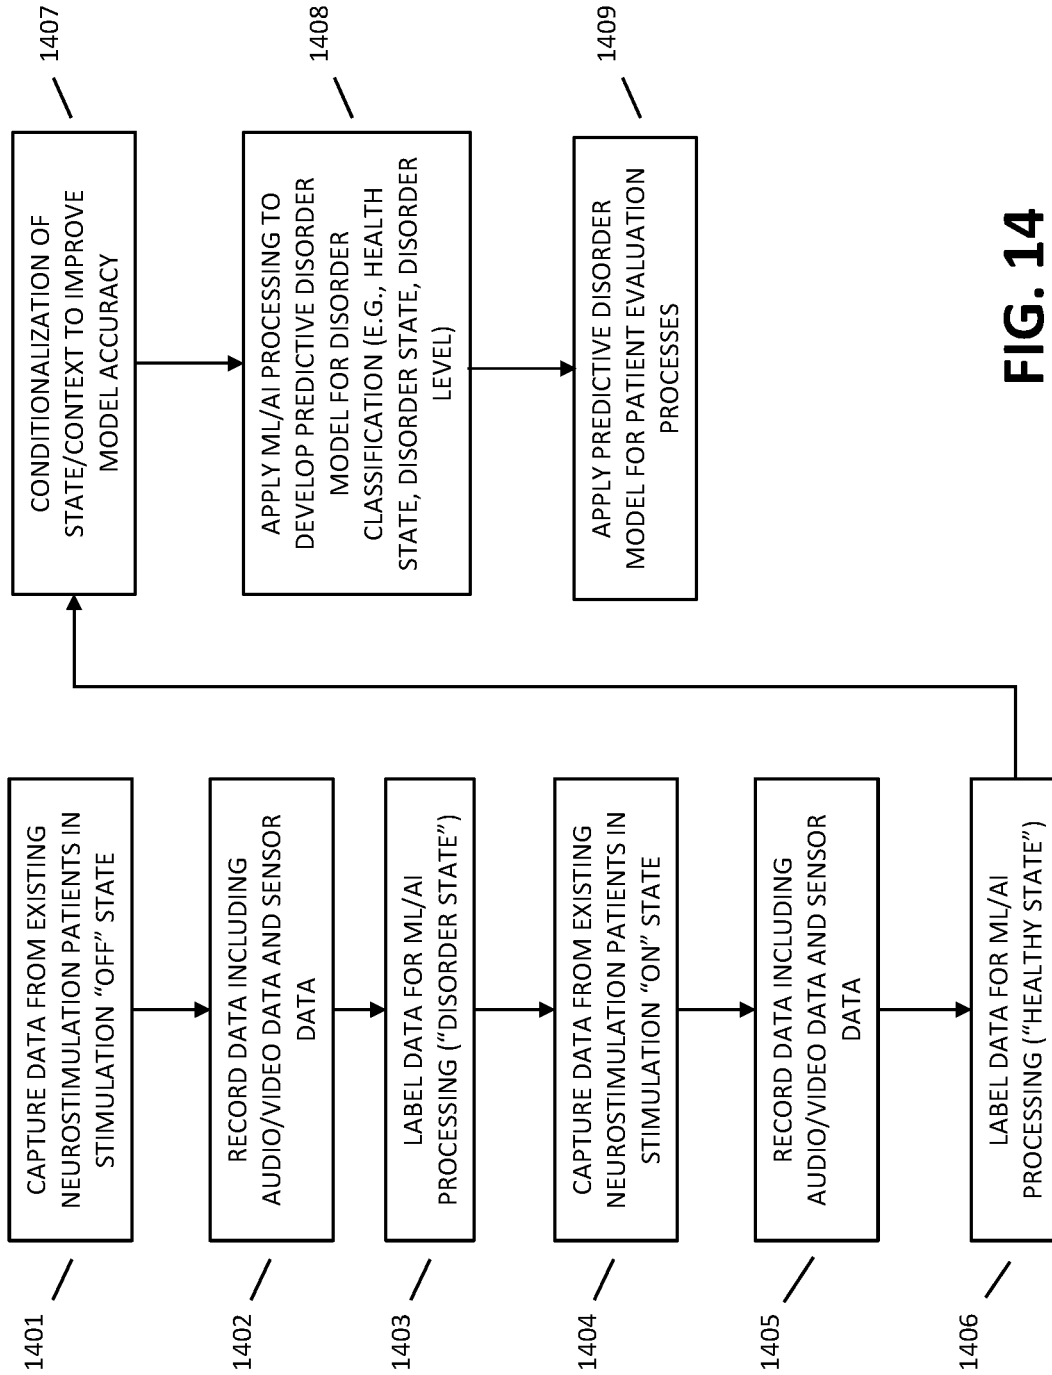 1401
CAPTURE DATA FROM EXISTING
NEUROSTIMULATION PATIENTS IN
STIMULATION “OFF” STATE
1402
RECORD DATA INCLUDING
AUDIO/VIDEO DATA AND SENSOR
DATA
1403
LABEL DATA FOR ML/AI
PROCESSING (“DISORDER STATE”)
1404
CAPTURE DATA FROM EXISTING
NEUROSTIMULATION PATIENTS IN
STIMULATION “ON” STATE
1405
RECORD DATA INCLUDING
AUDIO/VIDEO DATA AND SENSOR
DATA
1406
LABEL DATA FOR ML/AI
PROCESSING (“HEALTHY STATE”)
1407
CONDITIONALIZATION OF
STATE/CONTEXT TO IMPROVE
MODEL ACCURACY
1408
APPLY ML/AI PROCESSING TO
DEVELOP PREDICTIVE DISORDER
MODEL FOR DISORDER
CLASSIFICATION (E.G., HEALTH
STATE, DISORDER STATE, DISORDER
LEVEL)
1409
APPLY PREDICTIVE DISORDER
MODEL FOR PATIENT EVALUATION
PROCESSES
FIG. 14